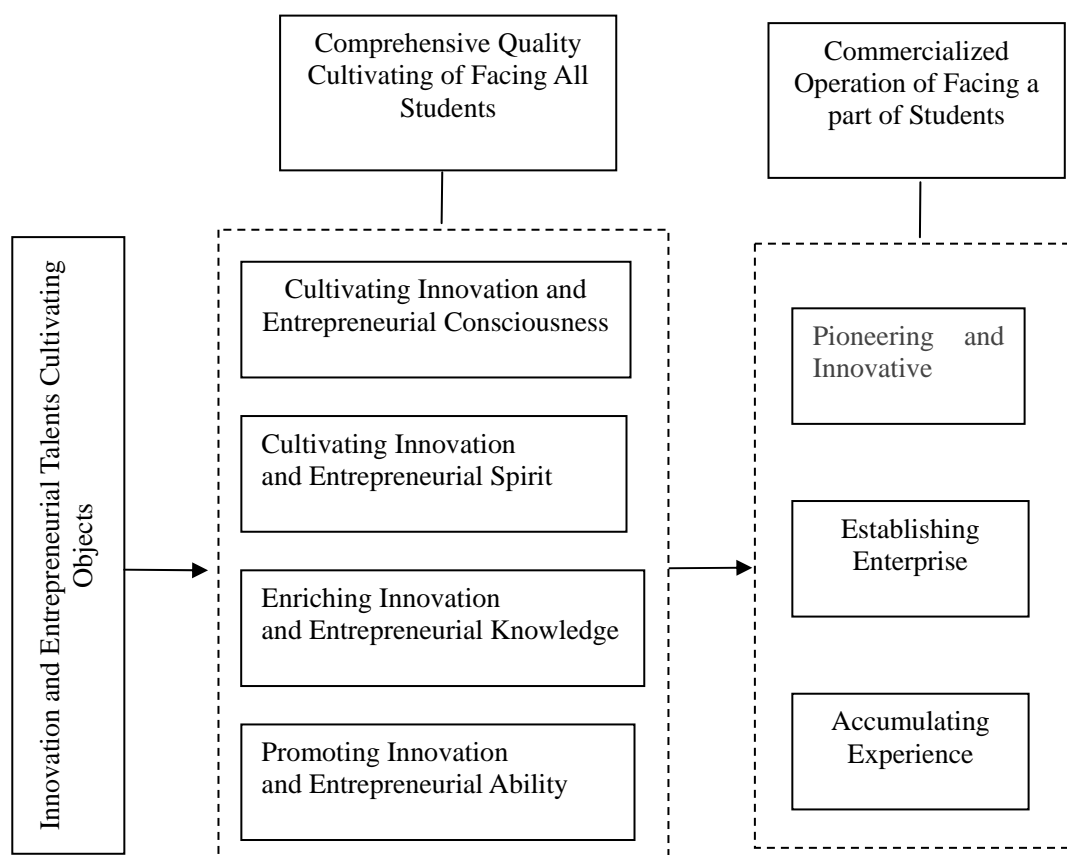 Comprehensive Quality
Cultivating of Facing All
Students
Commercialized
Operation of Facing a
part of Students
Innovation and Entrepreneurial Talents Cultivating
Objects
Cultivating Innovation and
Entrepreneurial Consciousness
Cultivating Innovation
and Entrepreneurial Spirit
Enriching Innovation
and Entrepreneurial Knowledge
Promoting Innovation
and Entrepreneurial Ability
Pioneering and
Innovative
Establishing
Enterprise
Accumulating
Experience